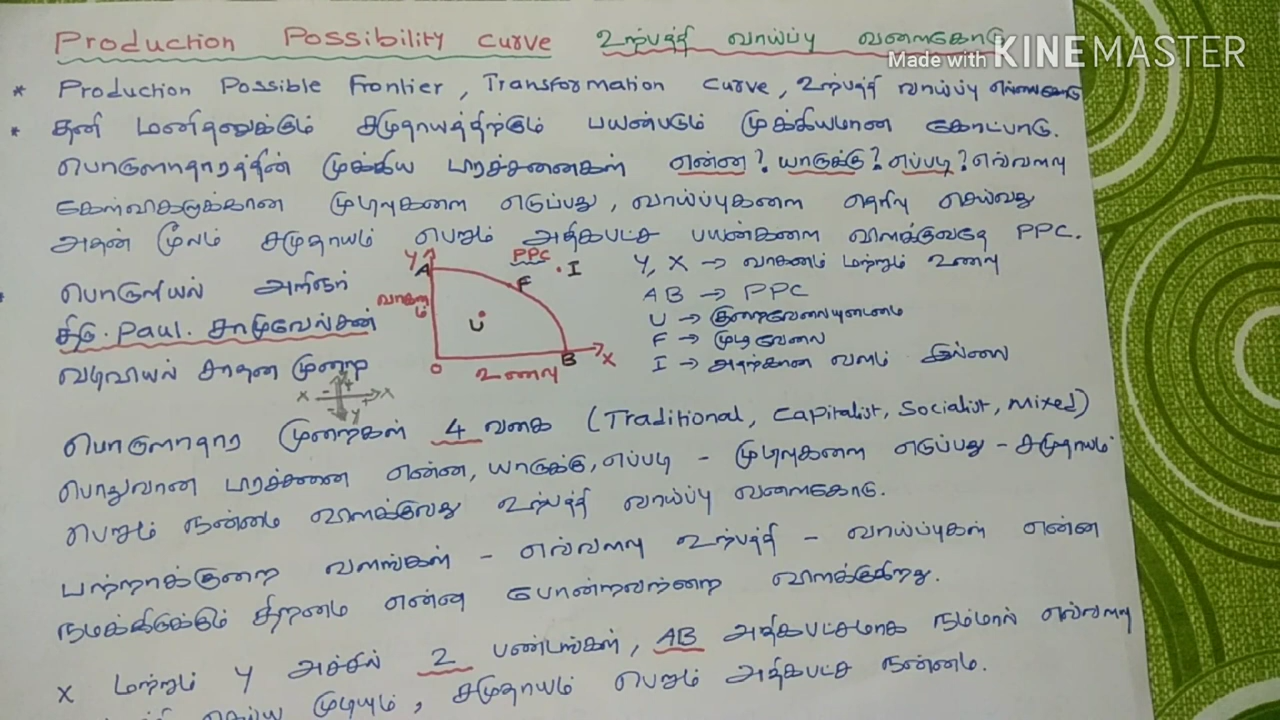 Production Possibility Curve உற்பத்தி வாய்ப்பு வளைகோடு
Made with KINEMASTER
* Production Possible Frontier, Transformation Curve, உற்பத்தி வாய்ப்பு எல்லைகோடு
* தனி மனிதனுக்கும் சமுதாயத்திற்கும் பயன்படும் முக்கியமான கோட்பாடு.
பொருளாதாரத்தின் முக்கிய பிரச்சனைகள் என்ன? யாருக்கு? எப்படி? எவ்வளவு
கேள்விகளுக்கான முடிவுகளை எடுப்பது, வாய்ப்புகளை தெரிவு செய்வது
அதன் மூலம் சமுதாயம் பெறும் அதிகபட்ச பயன்களை விளக்குவதே PPC.
* பொருளியல் அறிஞர்
திரு. Paul. சாமுவேல்சன்
வடிவியல் சாதன முறை
Y
A
PPC
I
F
வாகனம்
U
O
B
X
உணவு
Y, X → வாகனம் மற்றும் உணவு
AB → PPC
U → குறைவேலையுடைமை
F → முழுவேலை
I → அதற்கான வளம் இல்லை
X - + X
- + Y
பொருளாதார முறைகள் 4 வகை (Traditional, Capitalist, Socialist, Mixed)
பொதுவான பிரச்சனை என்ன, யாருக்கு, எப்படி - முடிவுகளை எடுப்பது - சமுதாயம்
பெறும் நன்மை விளக்குவது உற்பத்தி வாய்ப்பு வளைகோடு.
பற்றாக்குறை வளங்கள் - எவ்வளவு உற்பத்தி - வாய்ப்புகள் என்ன
நமக்கிருக்கும் திறமை என்ன போன்றவற்றை விளக்குகிறது.
X மற்றும் Y அச்சில் 2 பண்டங்கள், AB அதிகபட்சமாக நம்மால் எவ்வளவு
செய்ய முடியும், சமுதாயம் பெறும் அதிகபட்ச நன்மை.